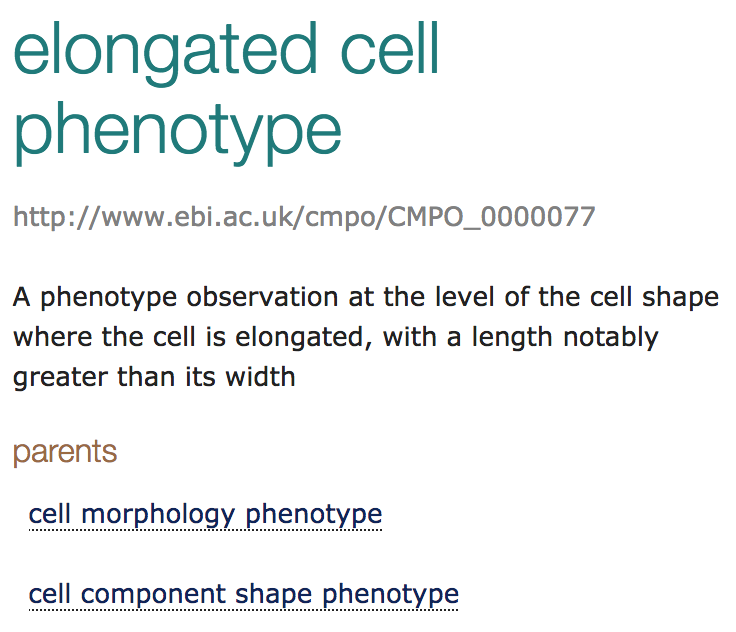 elongated cell
phenotype
http://www.ebi.ac.uk/cmpo/CMPO_0000077
A phenotype observation at the level of the cell shape
where the cell is elongated, with a length notably
greater than its width
parents
cell morphology phenotype
cell component shape phenotype